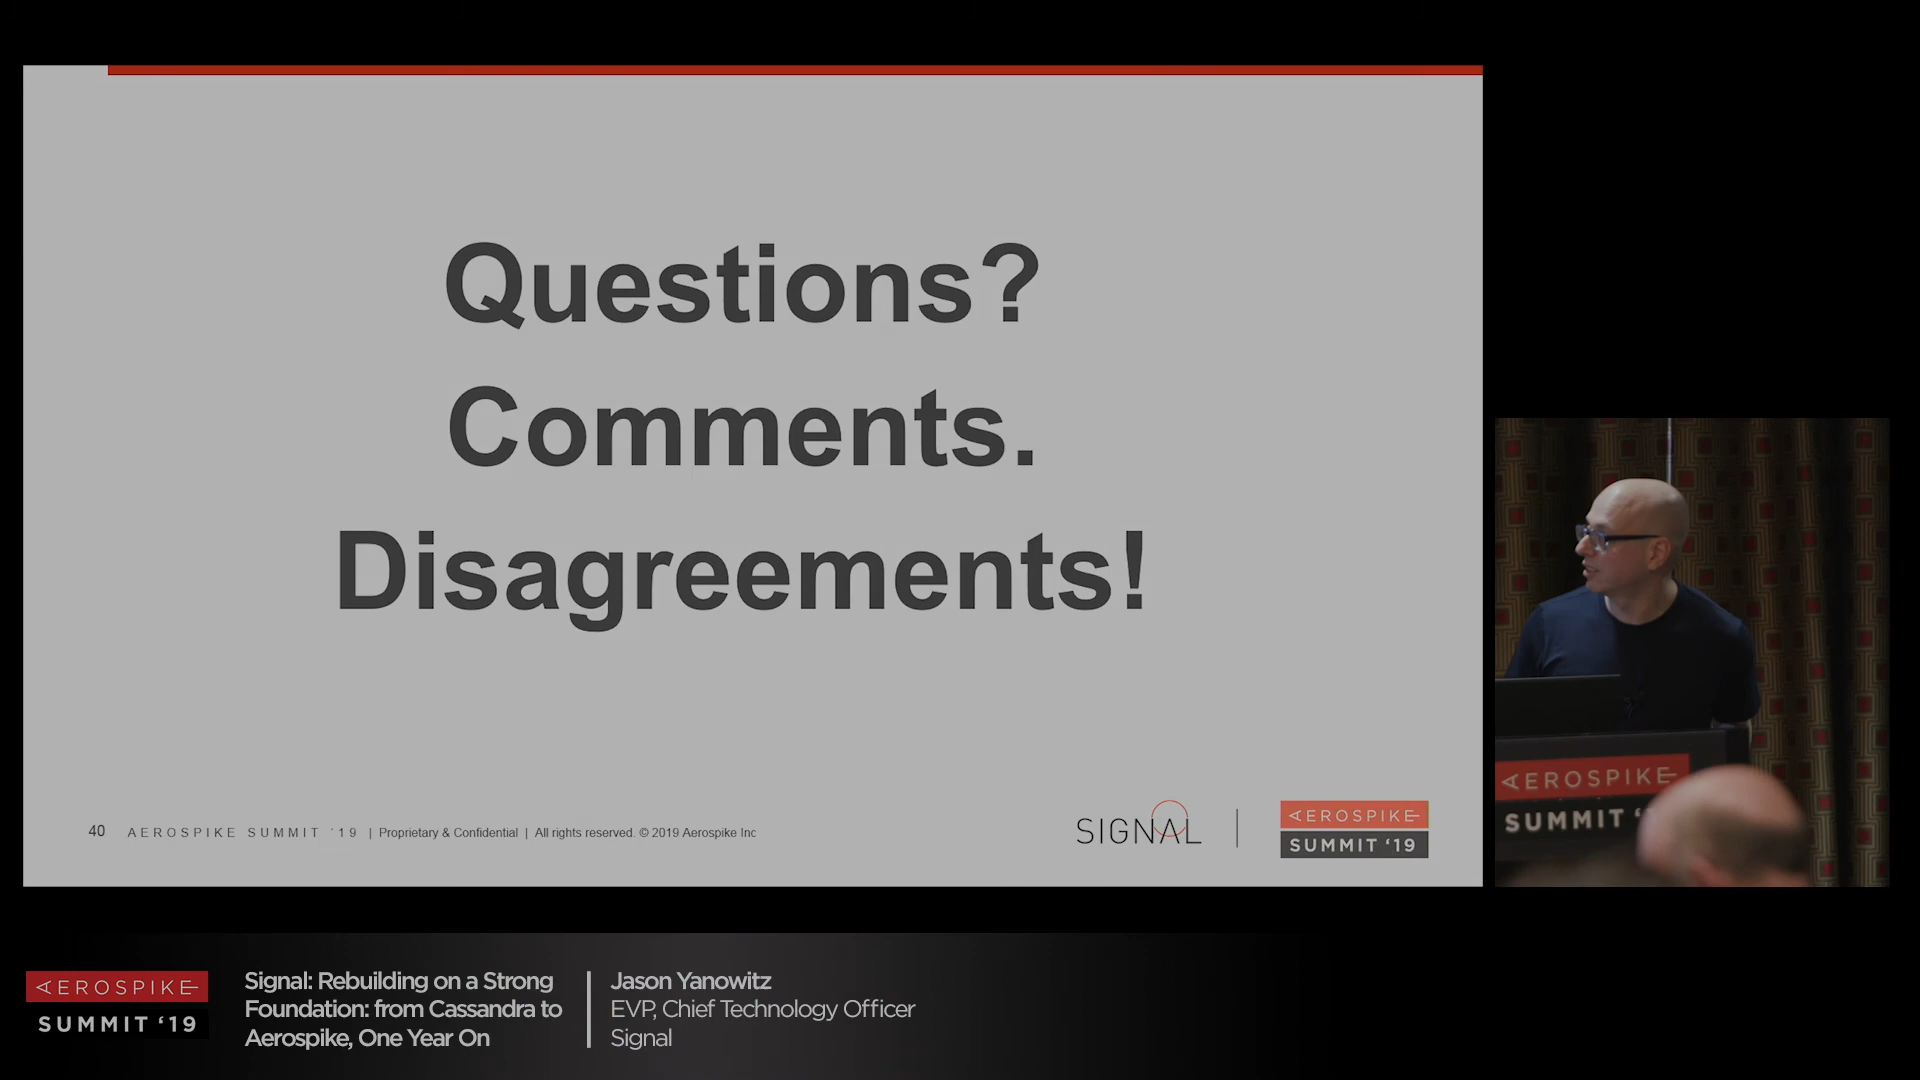 Questions?
Comments.
Disagreements!
40 AEROSPIKE SUMMIT '19 | Proprietary & Confidential | All rights reserved. © 2019 Aerospike Inc
SIGNAL
AEROSPIKE
SUMMIT ‘19
AEROSPIKE
SUMMIT ‘
AEROSPIKE
SUMMIT ‘19
Signal: Rebuilding on a Strong
Foundation: from Cassandra to
Aerospike, One Year On
Jason Yanowitz
EVP, Chief Technology Officer
Signal